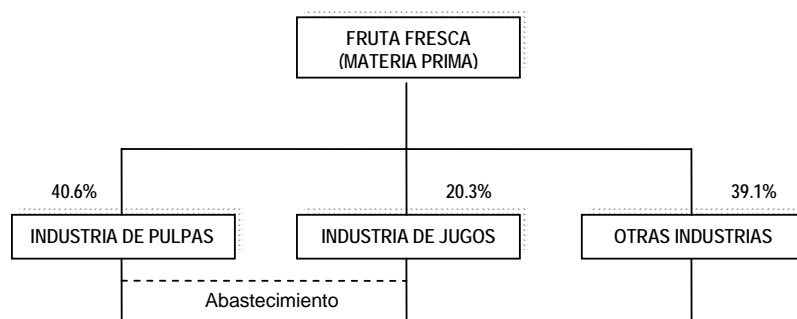 FRUTA FRESCA
(MATERIA PRIMA)
40.6%
20.3%
39.1%
INDUSTRIA DE PULPAS
INDUSTRIA DE JUGOS
OTRAS INDUSTRIAS
Abastecimiento